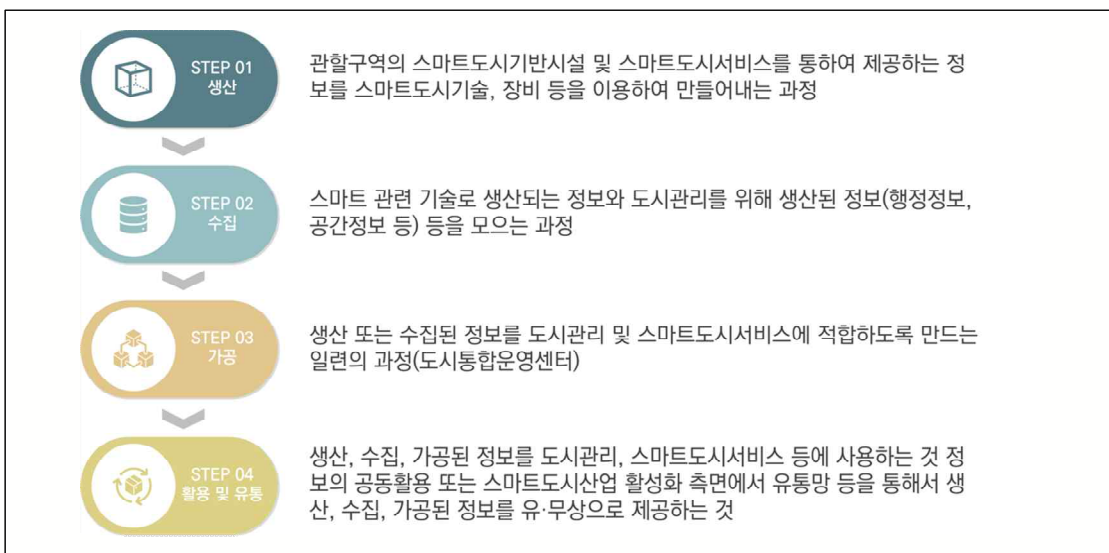 STEP 01
생산
관할구역의 스마트도시기반시설 및 스마트도시서비스를 통하여 제공하는 정
보를 스마트도시기술, 장비 등을 이용하여 만들어내는 과정
STEP 02
수집
스마트 관련 기술로 생산되는 정보와 도시관리를 위해 생산된 정보(행정정보,
공간정보 등) 등을 모으는 과정
STEP 03
가공
생산 또는 수집된 정보를 도시관리 및 스마트도시서비스에 적합하도록 만드는
일련의 과정(도시통합운영센터)
STEP 04
활용 및 유통
생산, 수집, 가공된 정보를 도시관리, 스마트도시서비스 등에 사용하는 것 정
보의 공동활용 또는 스마트도시산업 활성화 측면에서 유통망 등을 통해서 생
산, 수집, 가공된 정보를 유·무상으로 제공하는 것